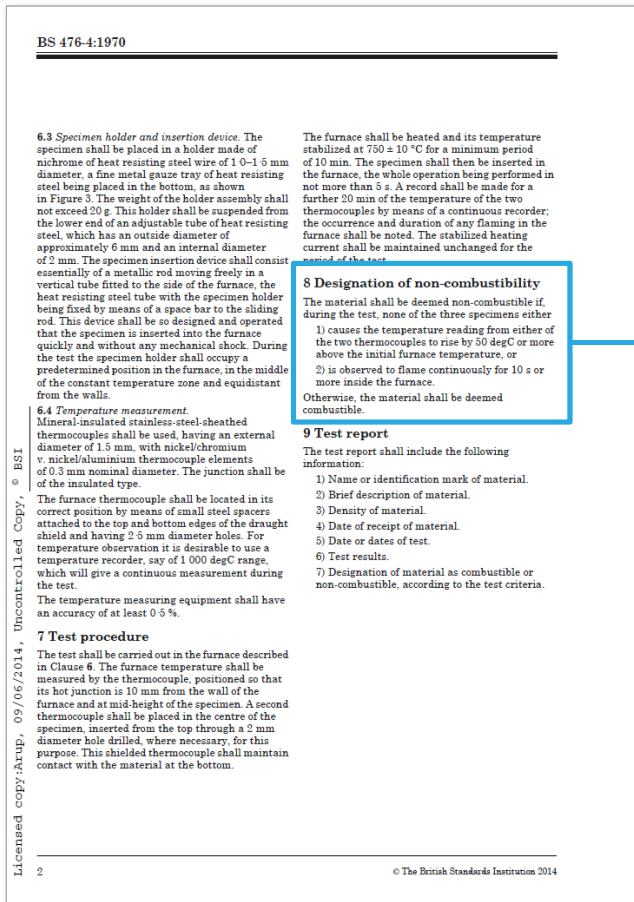 BS 476-4:1970
6.3 Specimen holder and insertion device. The
specimen shall be placed in a holder made of
nichrome of heat resisting steel wire of 1·0–1·5 mm
diameter, a fine metal gauze tray of heat resisting
steel being placed in the bottom, as shown
in Figure 3. The weight of the holder assembly shall
not exceed 20 g. This holder shall be suspended from
the lower end of an adjustable tube of heat resisting
steel, which has an outside diameter of
approximately 6 mm and an internal diameter
of 2 mm. The specimen insertion device shall consist
essentially of a metallic rod moving freely in a
vertical tube fitted to the side of the furnace, the
heat resisting steel tube with the specimen holder
being fixed by means of a space bar to the sliding
rod. This device shall be so designed and operated
that the specimen is inserted into the furnace
quickly and without any mechanical shock. During
the test the specimen holder shall occupy a
predetermined position in the furnace, in the middle
of the constant temperature zone and equidistant
from the walls.
6.4 Temperature measurement.
Mineral-insulated stainless-steel-sheathed
thermocouples shall be used, having an external
diameter of 1.5 mm, with nickel/chromium
v. nickel/aluminium thermocouple elements
of 0.3 mm nominal diameter. The junction shall be
of the insulated type.
The furnace thermocouple shall be located in its
correct position by means of small steel spacers
attached to the top and bottom edges of the draught
shield and having 2·5 mm diameter holes. For
temperature observation it is desirable to use a
temperature recorder, say of 1 000 degC range,
which will give a continuous measurement during
the test.
The temperature measuring equipment shall have
an accuracy of at least 0·5 %.
7 Test procedure
The test shall be carried out in the furnace described
in Clause 6. The furnace temperature shall be
measured by the thermocouple, positioned so that
its hot junction is 10 mm from the wall of the
furnace and at mid-height of the specimen. A second
thermocouple shall be placed in the centre of the
specimen, inserted from the top through a 2 mm
diameter hole drilled, where necessary, for this
purpose. This shielded thermocouple shall maintain
contact with the material at the bottom.
The furnace shall be heated and its temperature
stabilized at 750 ± 10 °C for a minimum period
of 10 min. The specimen shall then be inserted in
the furnace, the whole operation being performed in
not more than 5 s. A record shall be made for a
further 20 min of the temperature of the two
thermocouples by means of a continuous recorder;
the occurrence and duration of any flaming in the
furnace shall be noted. The stabilized heating
current shall be maintained unchanged for the
period of the test.
8 Designation of non-combustibility
The material shall be deemed non-combustible if,
during the test, none of the three specimens either
1) causes the temperature reading from either of
the two thermocouples to rise by 50 degC or more
above the initial furnace temperature, or
2) is observed to flame continuously for 10 s or
more inside the furnace.
Otherwise, the material shall be deemed
combustible.
9 Test report
The test report shall include the following
information:
1) Name or identification mark of material.
2) Brief description of material.
3) Density of material.
4) Date of receipt of material.
5) Date or dates of test.
6) Test results.
7) Designation of material as combustible or
non-combustible, according to the test criteria.
Licensed copy:Arup, 09/06/2014, Uncontrolled Copy, © BSI
2
© The British Standards Institution 2014